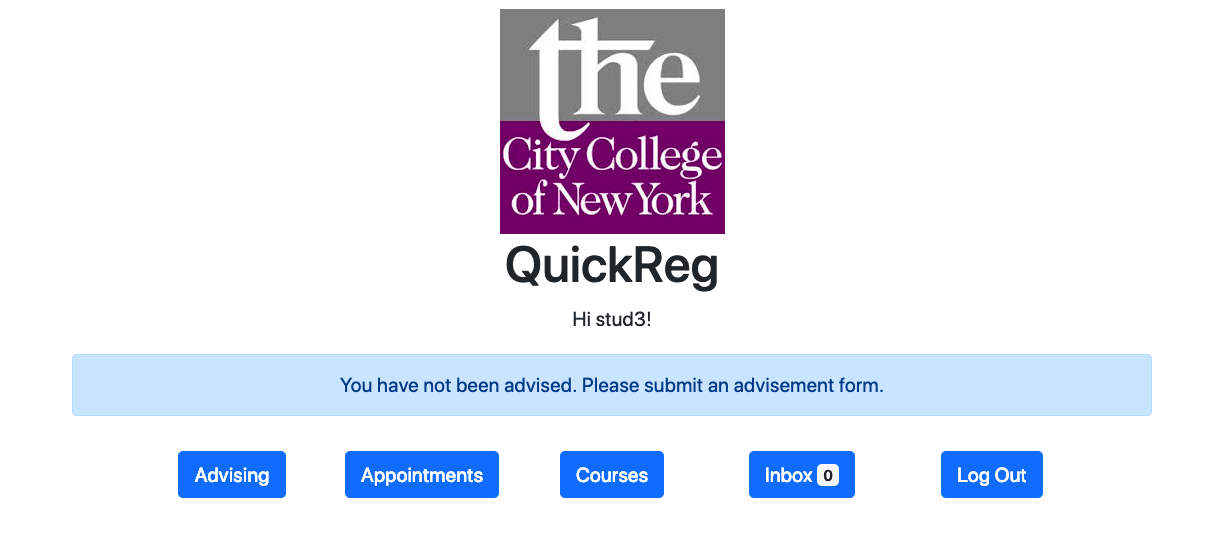 the
City College
of New York
QuickReg
Hi stud3!
You have not been advised. Please submit an advisement form.
Advising Appointments Courses Inbox 0 Log Out